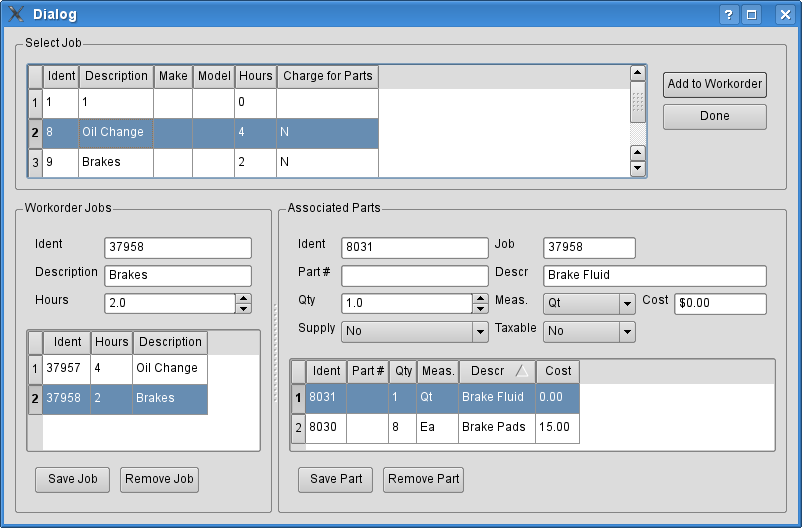 Dialog
Select Job
Ident Description Make Model Hours Charge for Parts
1 1 1 0
2 8 Oil Change 4 N
3 9 Brakes 2 N
Add to Workorder
Done
Workorder Jobs
Ident 37958
Description Brakes
Hours 2.0
Ident Hours Description
1 37957 4 Oil Change
2 37958 2 Brakes
Save Job Remove Job
Associated Parts
Ident 8031 Job 37958
Part # Descr Brake Fluid
Qty 1.0 Meas. Qt Cost $0.00
Supply No Taxable No
Ident Part # Qty Meas. Descr Cost
1 8031 1 Qt Brake Fluid 0.00
2 8030 8 Ea Brake Pads 15.00
Save Part Remove Part